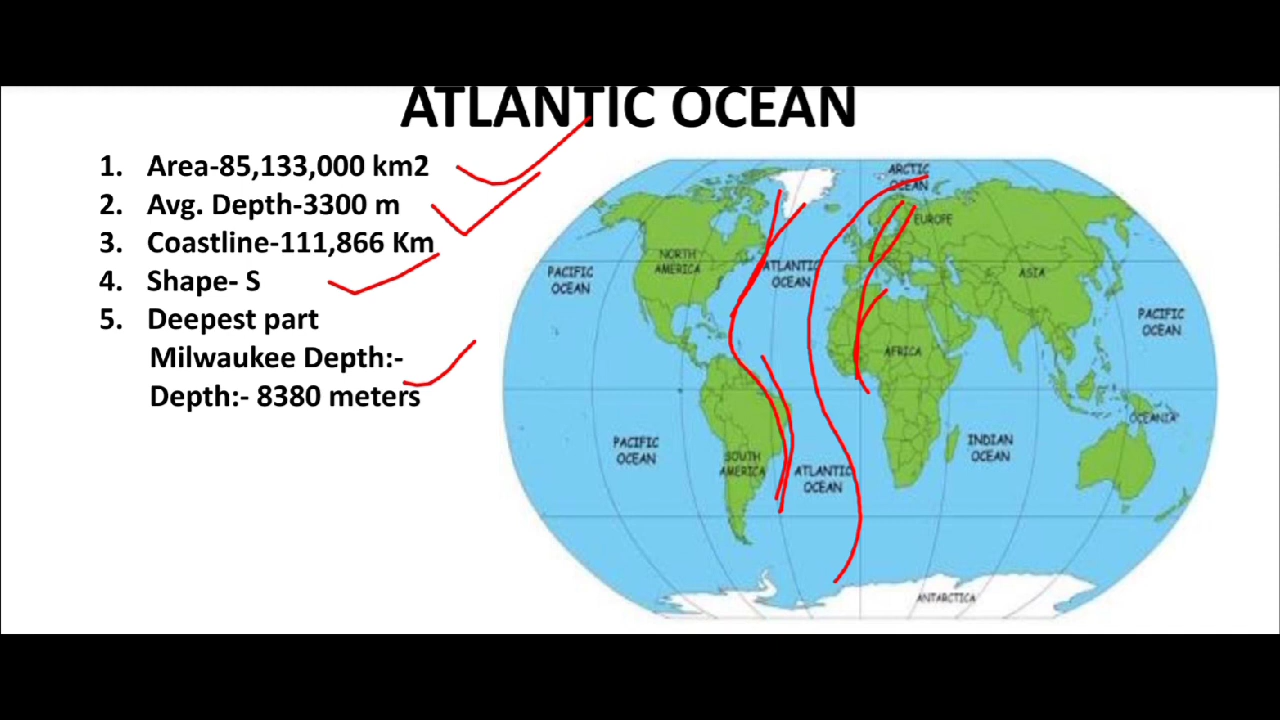 ATLANTIC OCEAN
1. Area-85,133,000 km2
2. Avg. Depth-3300 m
3. Coastline-111,866 Km
4. Shape- S
5. Deepest part
Milwaukee Depth:-
Depth:- 8380 meters
ARCTIC
OCEAN
EUROPE
NORTH
AMERICA
ATLANTIC
OCEAN
PACIFIC
OCEAN
ASIA
PACIFIC
OCEAN
AFRICA
OCEANIA
PACIFIC
OCEAN
SOUTH
AMERICA
ATLANTIC
OCEAN
INDIAN
OCEAN
ANTARCTICA